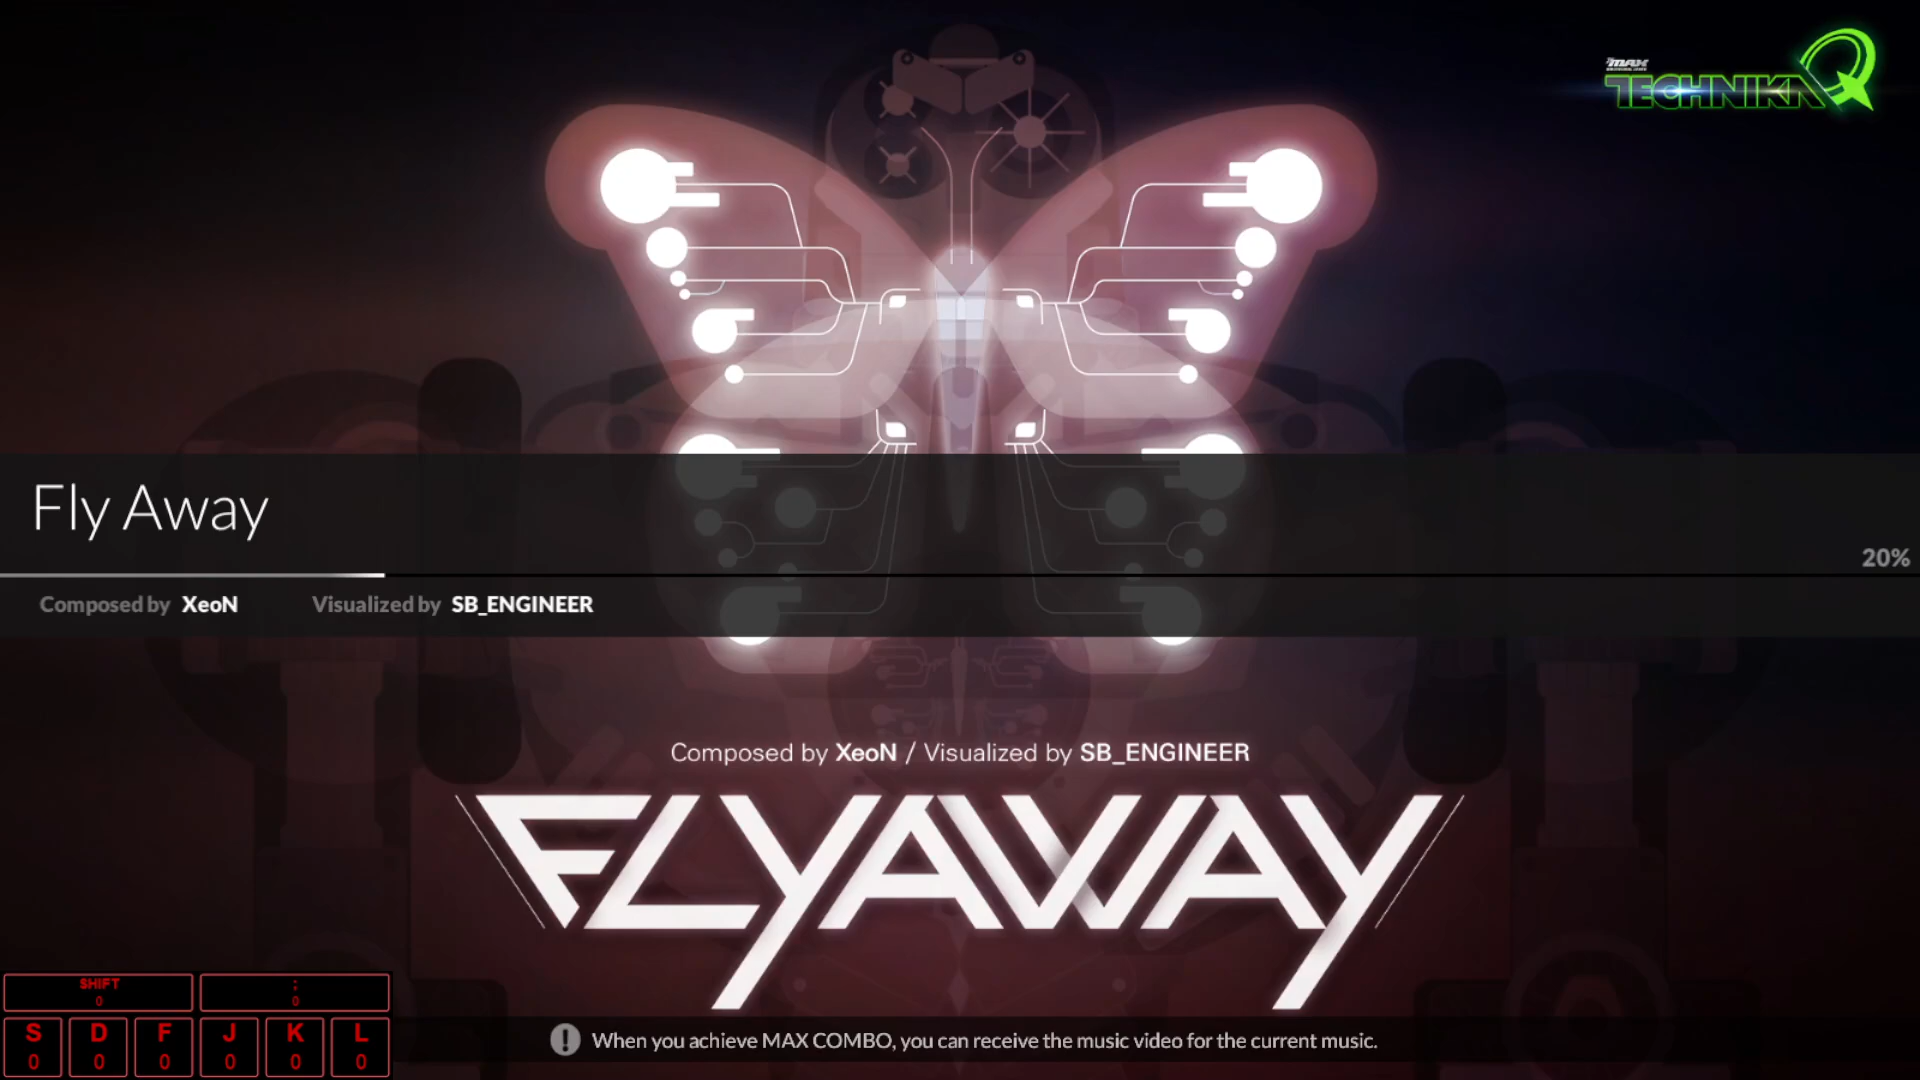 MAX
TECHNIKA Q
Fly Away
20%
Composed by XeoN Visualized by SB_ENGINEER
Composed by XeoN / Visualized by SB_ENGINEER
FLYAWAY
SHIFT ;
0 0
S D F J K L
0 0 0 0 0 0
When you achieve MAX COMBO, you can receive the music video for the current music.